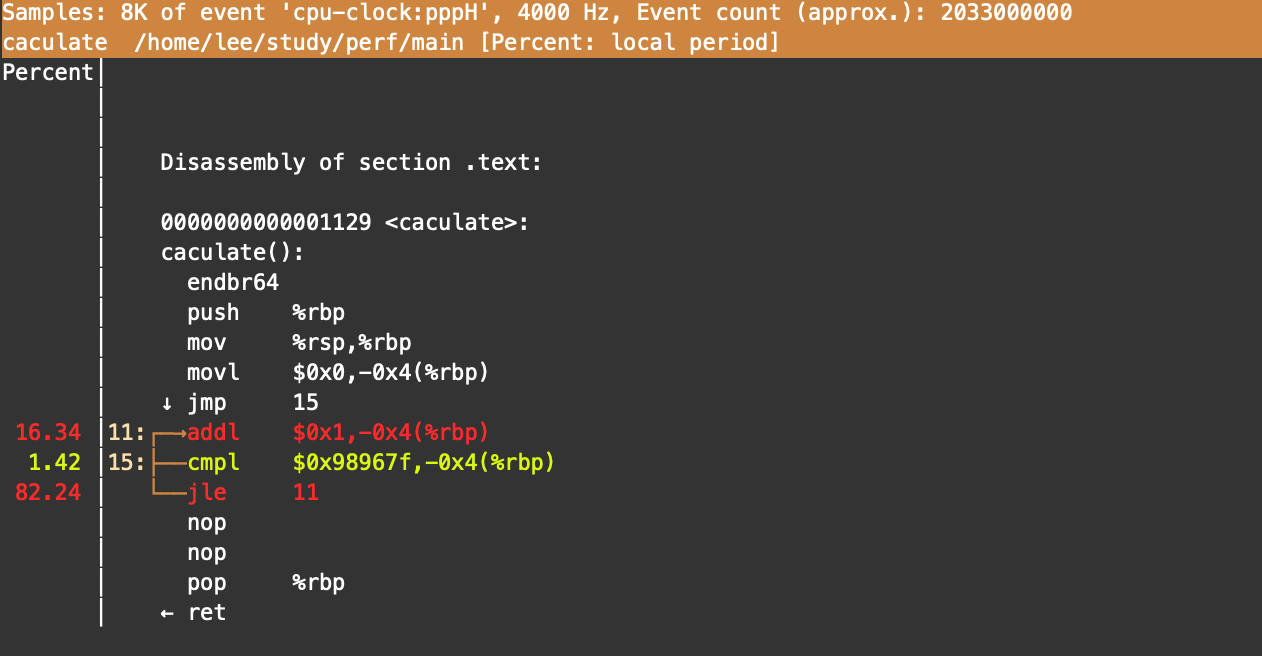 Samples: 8K of event 'cpu-clock:pppH', 4000 Hz, Event count (approx.): 2033000000
caculate  /home/lee/study/perf/main [Percent: local period]
Percent
Disassembly of section .text:
0000000000001129 <caculate>:
caculate():
endbr64
push    %rbp
mov     %rsp,%rbp
movl    $0x0,-0x4(%rbp)
↓ jmp     15
16.34 11: addl    $0x1,-0x4(%rbp)
1.42 15: cmpl    $0x98967f,-0x4(%rbp)
82.24 jle     11
nop
nop
pop     %rbp
← ret